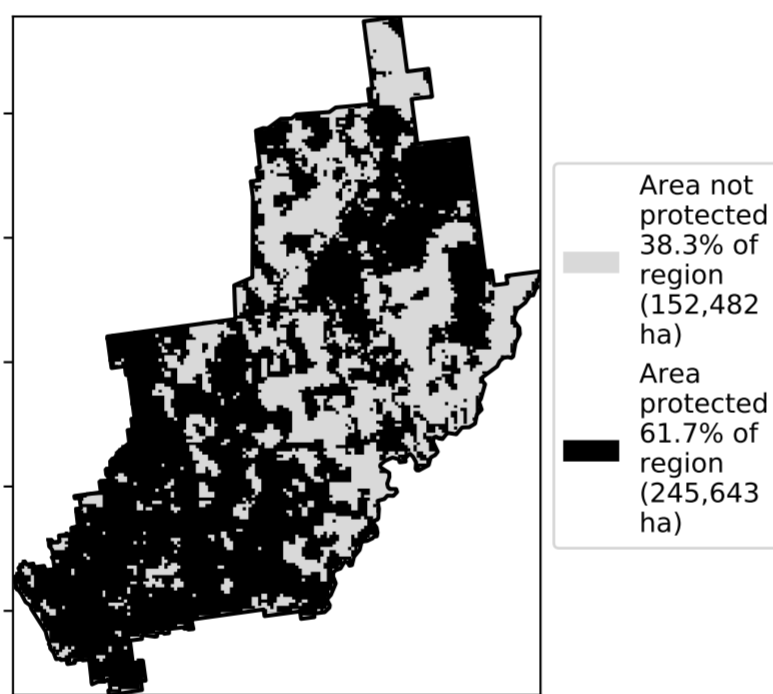 Area not
protected
38.3% of
region
(152,482
ha)
Area
protected
61.7% of
region
(245,643
ha)